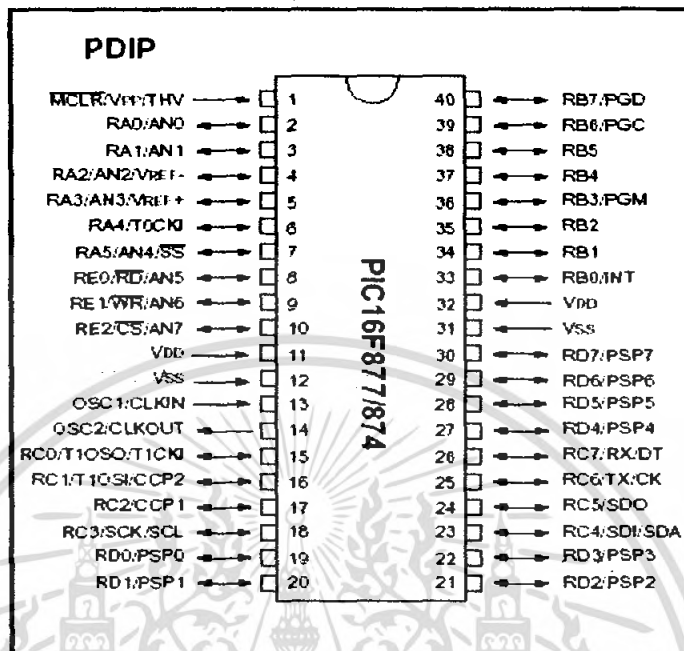 PDIP
MCLR/VPP/THV 1 40 RB7/PGD
RA0/AN0 2 39 RB6/PGC
RA1/AN1 3 38 RB5
RA2/AN2/VREF- 4 37 RB4
RA3/AN3/VREF+ 5 36 RB3/PGM
RA4/T0CKI 6 35 RB2
RA5/AN4/SS 7 34 RB1
RE0/RD/AN5 8 33 RB0/INT
RE1/WR/AN6 9 32 VDD
RE2/CS/AN7 10 31 VSS
VDD 11 30 RD7/PSP7
VSS 12 29 RD6/PSP6
OSC1/CLKIN 13 28 RD5/PSP5
OSC2/CLKOUT 14 27 RD4/PSP4
RC0/T1OSO/T1CKI 15 26 RC7/RX/DT
RC1/T1OSI/CCP2 16 25 RC6/TX/CK
RC2/CCP1 17 24 RC5/SDO
RC3/SCK/SCL 18 23 RC4/SDI/SDA
RD0/PSP0 19 22 RD3/PSP3
RD1/PSP1 20 21 RD2/PSP2
PIC16F877/874